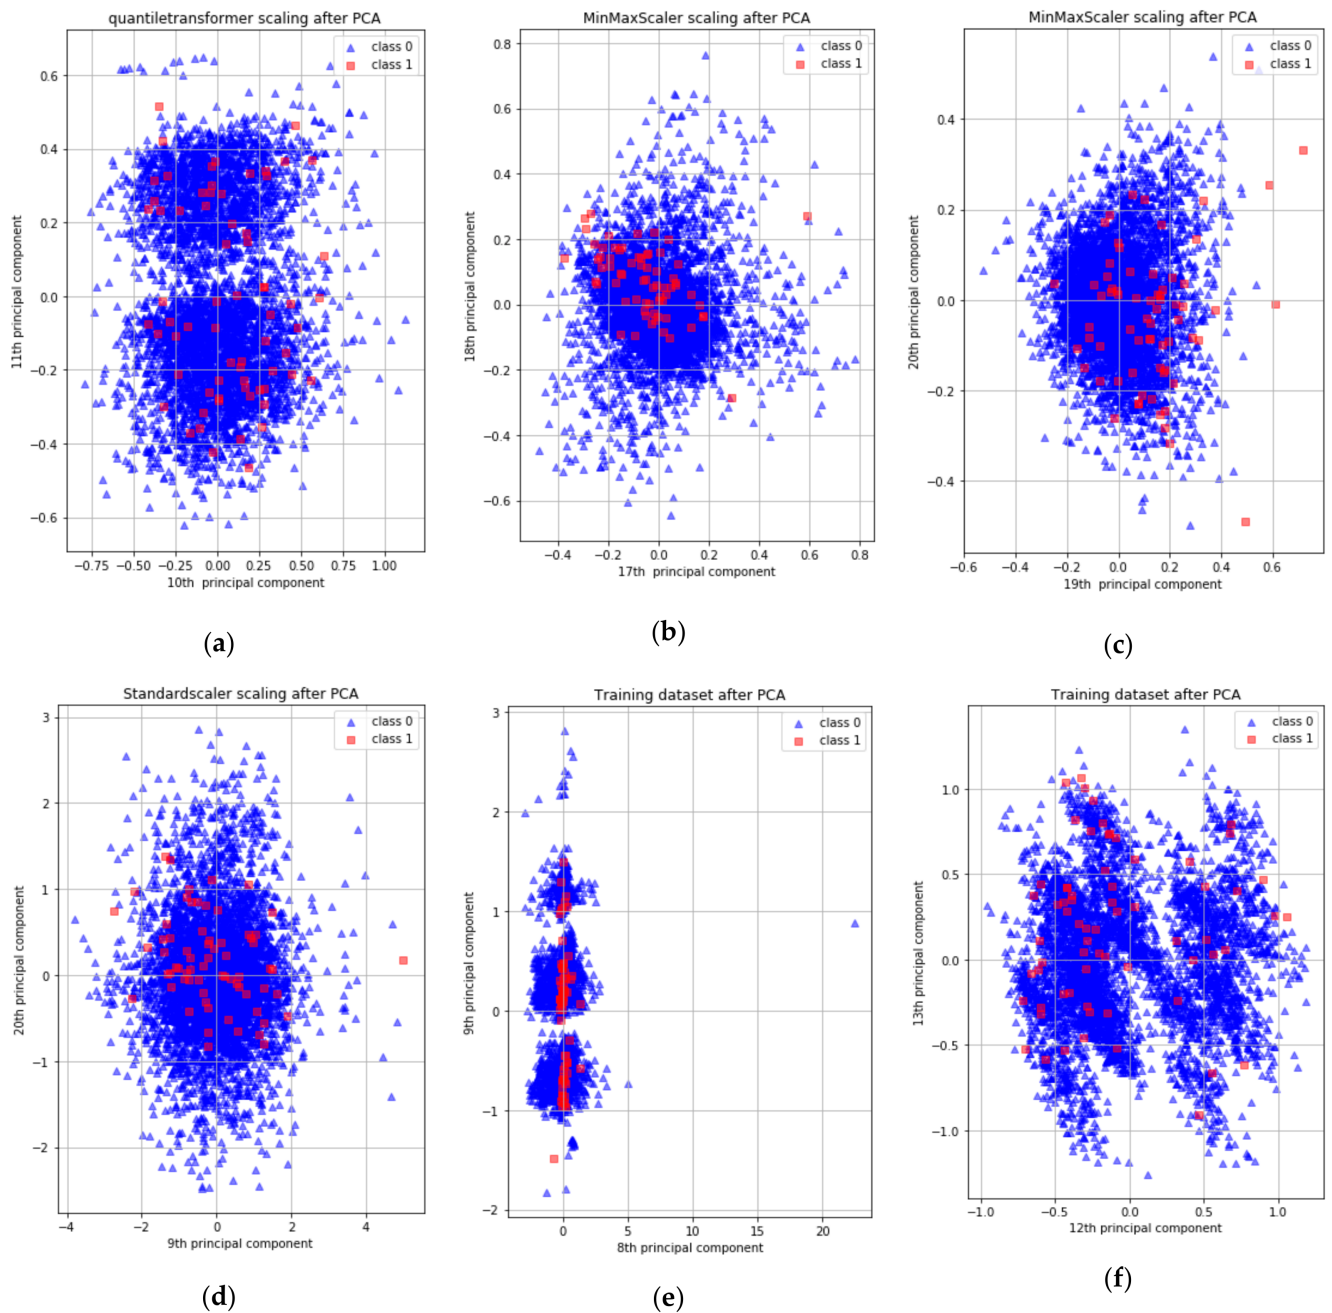 quantiletransformer scaling after PCA
class 0
class 1
0.6
0.4
0.2
0.0
−0.2
−0.4
−0.6
11th principal component
−0.75 −0.50 −0.25 0.00 0.25 0.50 0.75 1.00
10th principal component
(a)
MinMaxScaler scaling after PCA
class 0
class 1
0.8
0.6
0.4
0.2
0.0
−0.2
−0.4
−0.6
18th principal component
−0.4 −0.2 0.0 0.2 0.4 0.6 0.8
17th principal component
(b)
MinMaxScaler scaling after PCA
class 0
class 1
0.4
0.2
0.0
−0.2
−0.4
20th principal component
−0.6 −0.4 −0.2 0.0 0.2 0.4 0.6
19th principal component
(c)
Standardscaler scaling after PCA
class 0
class 1
3
2
1
0
−1
−2
20th principal component
−4 −2 0 2 4
9th principal component
(d)
Training dataset after PCA
class 0
class 1
3
2
1
0
−1
−2
9th principal component
0 5 10 15 20
8th principal component
(e)
Training dataset after PCA
class 0
class 1
1.0
0.5
0.0
−0.5
−1.0
13th principal component
−1.0 −0.5 0.0 0.5 1.0
12th principal component
(f)